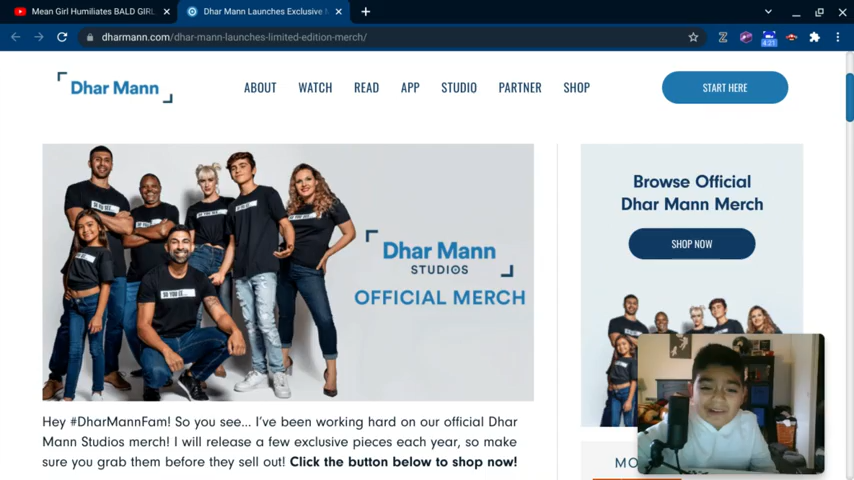 Mean Girl Humiliates BALD GIRL
Dhar Mann Launches Exclusive M
dharmann.com/dhar-mann-launches-limited-edition-merch/
4:21
Dhar Mann
ABOUT
WATCH
READ
APP
STUDIO
PARTNER
SHOP
START HERE
Dhar Mann
STUDIOS
OFFICIAL MERCH
Browse Official
Dhar Mann Merch
SHOP NOW
Hey #DharMannFam! So you see... I've been working hard on our official Dhar
Mann Studios merch! I will release a few exclusive pieces each year, so make
sure you grab them before they sell out! Click the button below to shop now!
MO